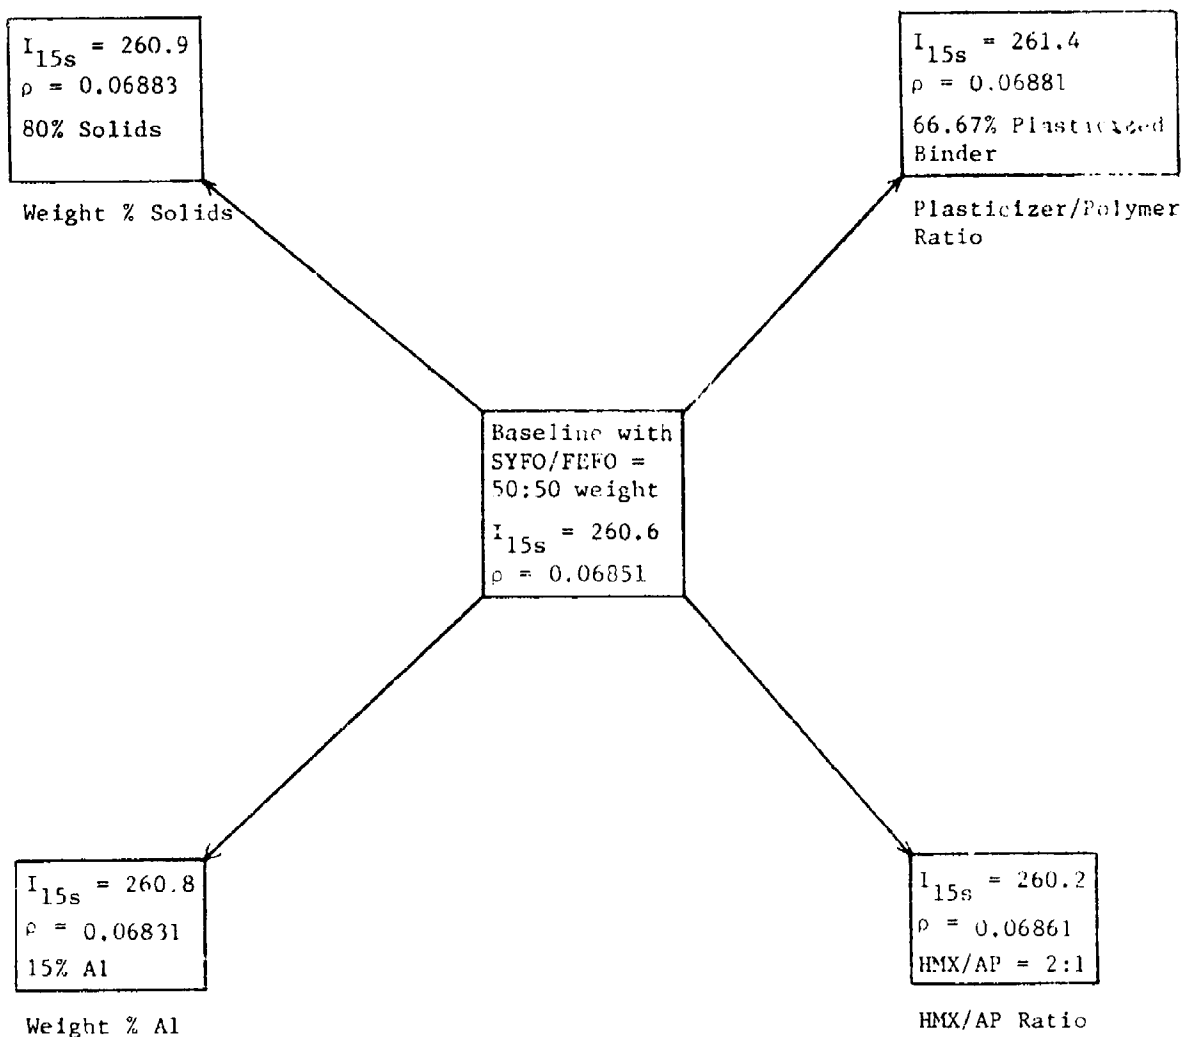 I15s = 260.9
ρ = 0.06883
80% Solids
Weight % Solids
I15s = 261.4
ρ = 0.06881
66.67% Plasticized
Binder
Plasticizer/Polymer
Ratio
Baseline with
SYFO/FEFO =
50:50 weight
I15s = 260.6
ρ = 0.06851
I15s = 260.8
ρ = 0.06831
15% Al
Weight % Al
I15s = 260.2
ρ = 0.06861
HMX/AP = 2:1
HMX/AP Ratio